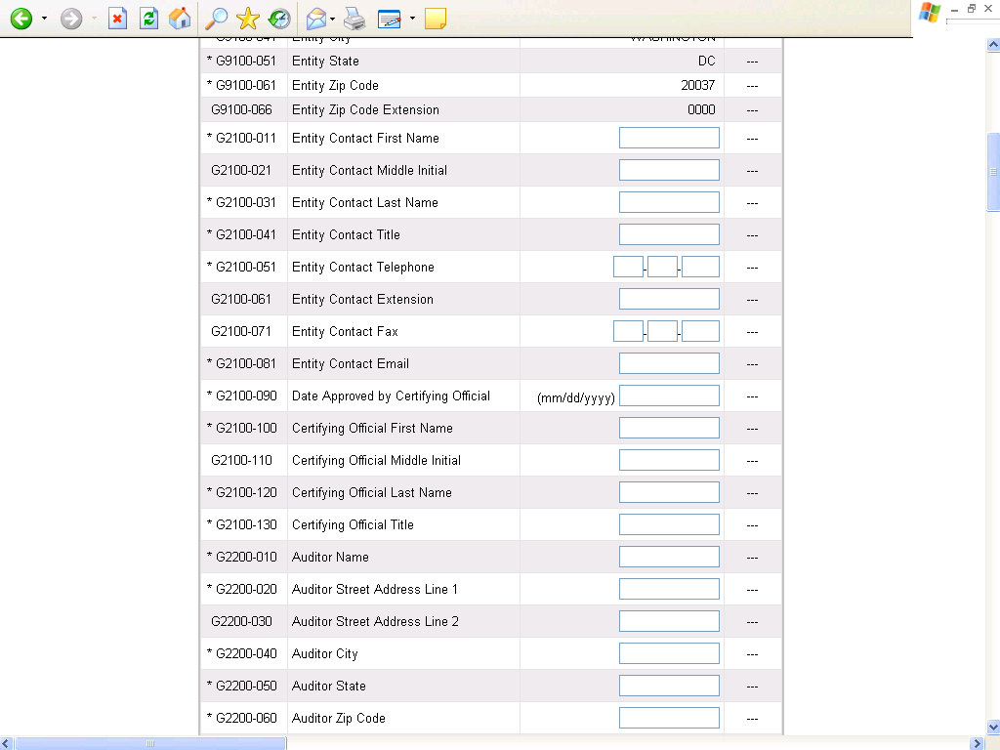 G9100-041 Entity City WASHINGTON
* G9100-051 Entity State DC ---
* G9100-061 Entity Zip Code 20037 ---
G9100-066 Entity Zip Code Extension 0000 ---
* G2100-011 Entity Contact First Name ---
G2100-021 Entity Contact Middle Initial ---
* G2100-031 Entity Contact Last Name ---
* G2100-041 Entity Contact Title ---
* G2100-051 Entity Contact Telephone - - ---
G2100-061 Entity Contact Extension ---
G2100-071 Entity Contact Fax - - ---
* G2100-081 Entity Contact Email ---
* G2100-090 Date Approved by Certifying Official (mm/dd/yyyy) ---
* G2100-100 Certifying Official First Name ---
G2100-110 Certifying Official Middle Initial ---
* G2100-120 Certifying Official Last Name ---
* G2100-130 Certifying Official Title ---
* G2200-010 Auditor Name ---
* G2200-020 Auditor Street Address Line 1 ---
G2200-030 Auditor Street Address Line 2 ---
* G2200-040 Auditor City ---
* G2200-050 Auditor State ---
* G2200-060 Auditor Zip Code ---